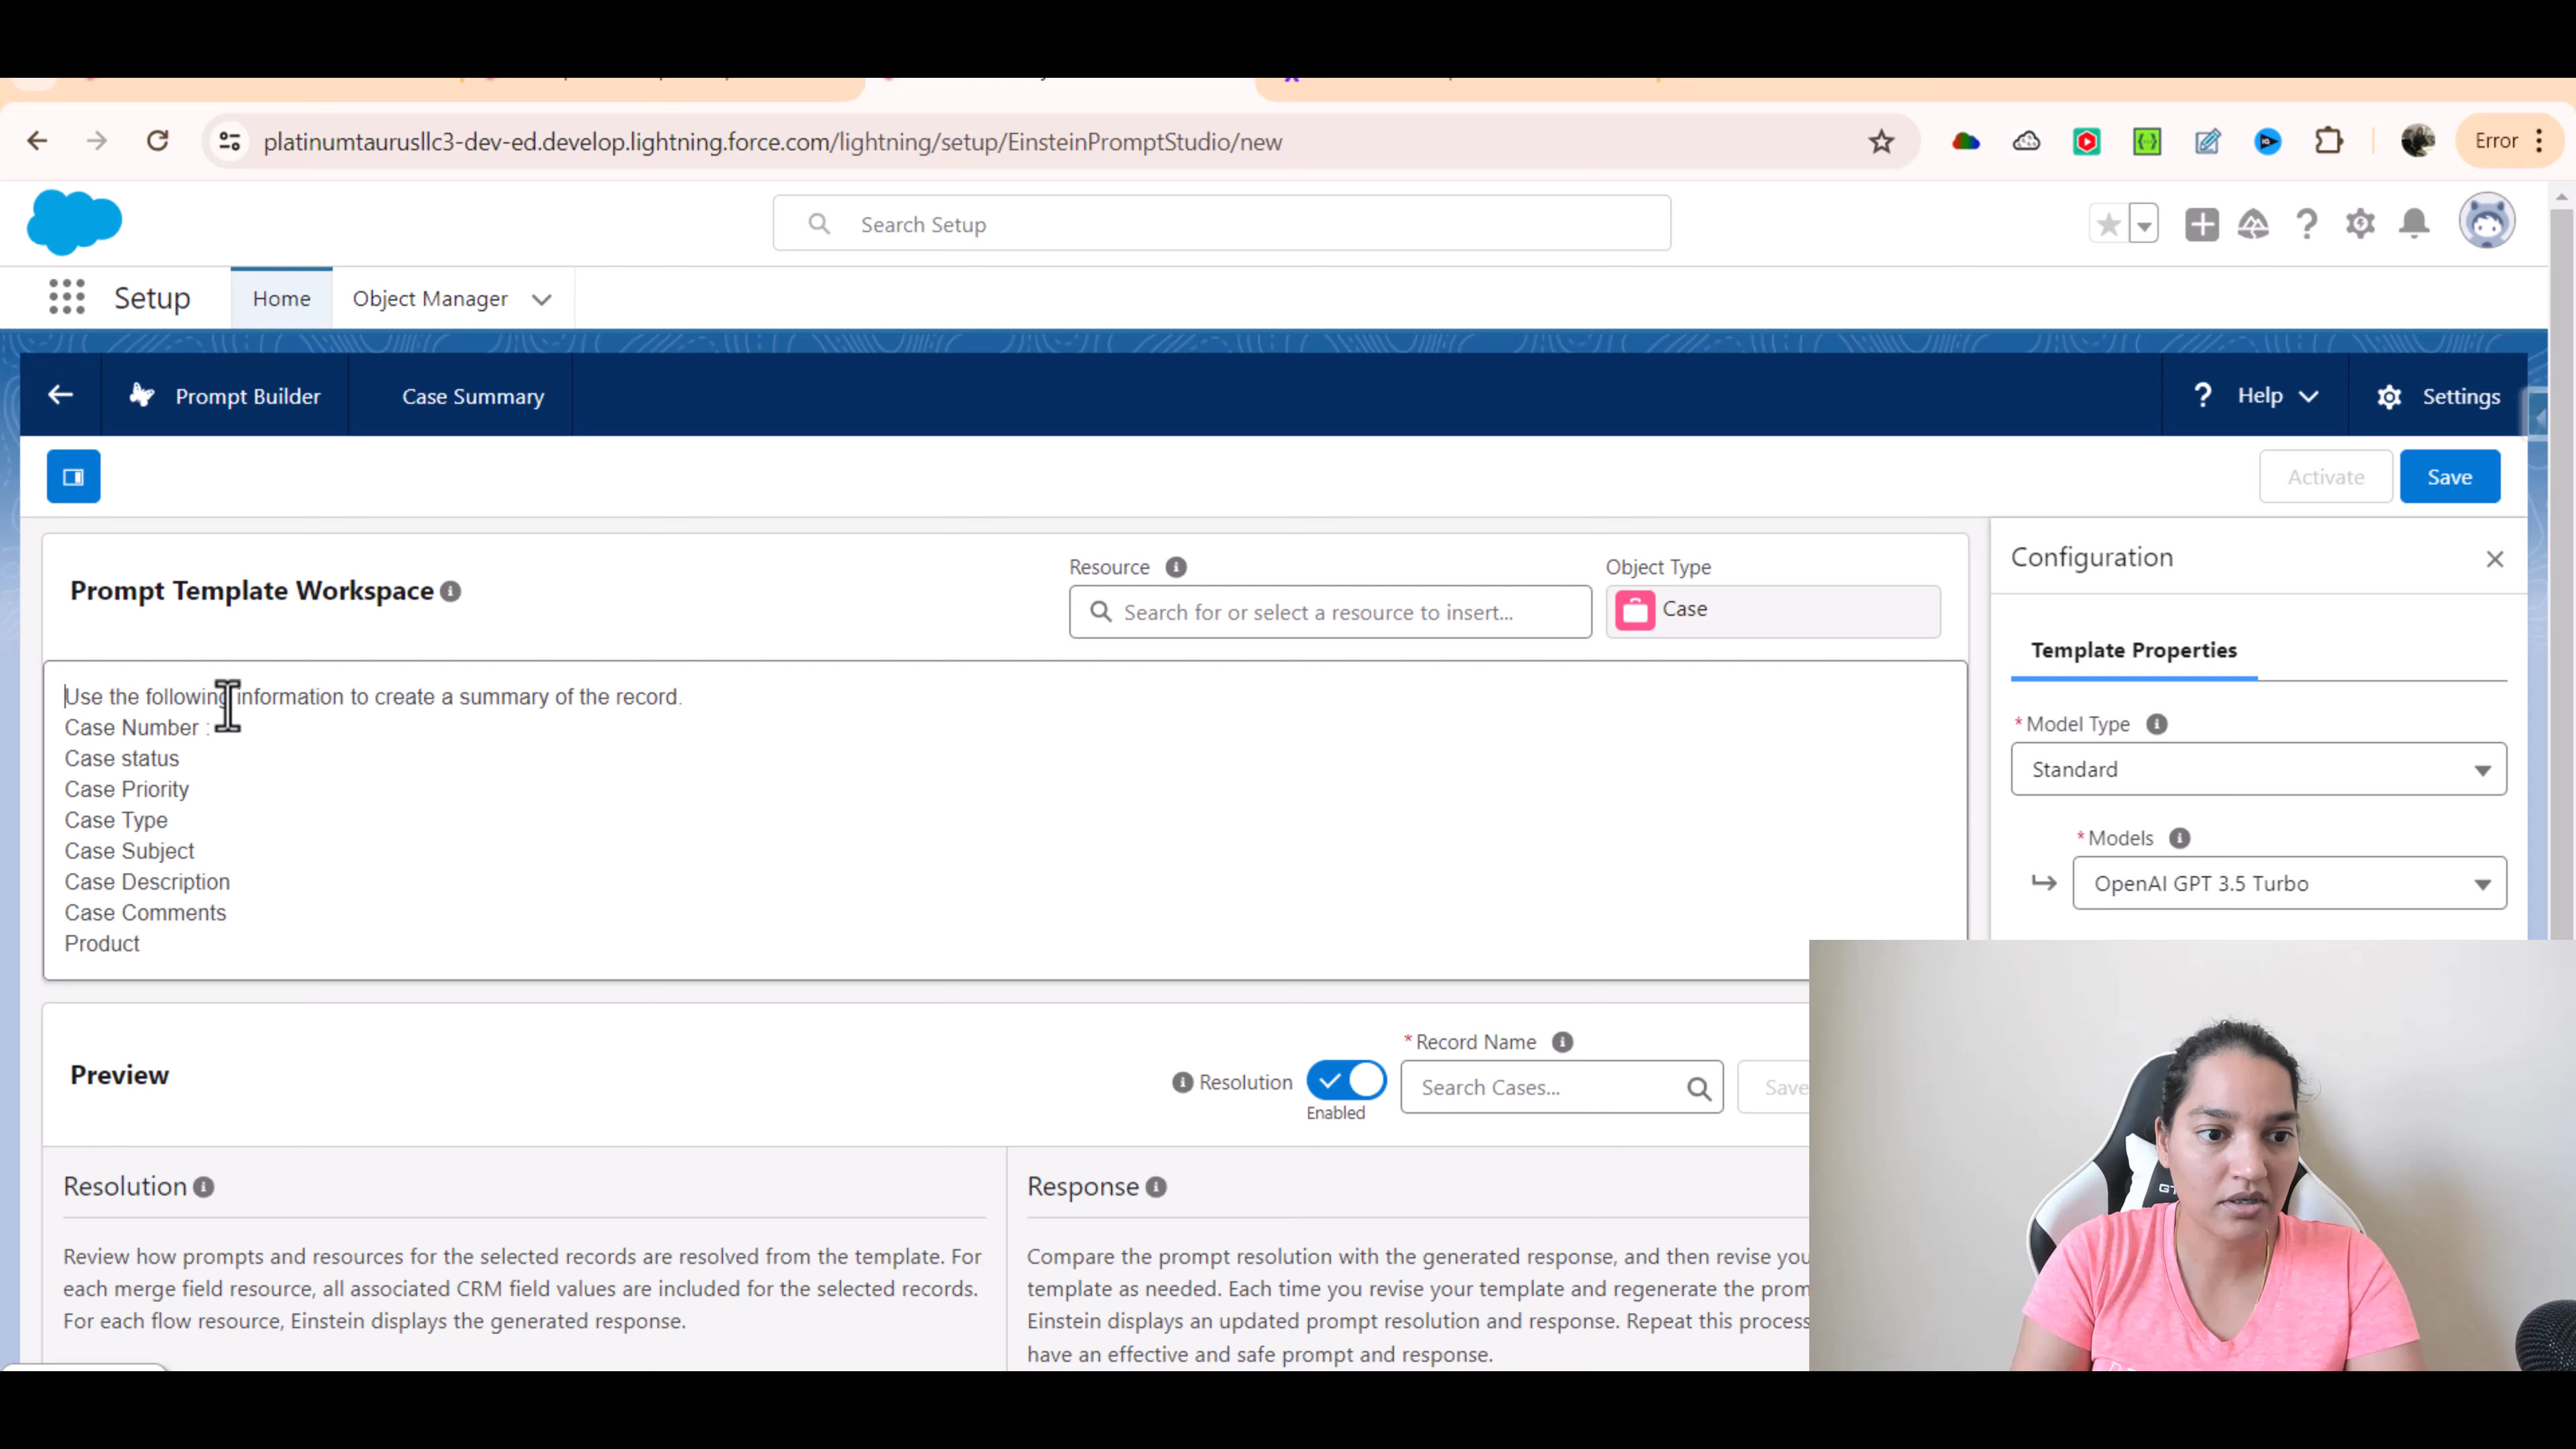 platinumtaurusllc3-dev-ed.develop.lightning.force.com/lightning/setup/EinsteinPromptStudio/new
Error
Search Setup
Setup
Home
Object Manager
Prompt Builder
Case Summary
? Help
Settings
Activate
Save
Prompt Template Workspace
Resource
Search for or select a resource to insert...
Object Type
Case
Configuration
Template Properties
* Model Type
Standard
* Models
OpenAI GPT 3.5 Turbo
Use the following information to create a summary of the record.
Case Number :
Case status
Case Priority
Case Type
Case Subject
Case Description
Case Comments
Product
Preview
Resolution
Enabled
* Record Name
Search Cases...
Save
Resolution
Review how prompts and resources for the selected records are resolved from the template. For
each merge field resource, all associated CRM field values are included for the selected records.
For each flow resource, Einstein displays the generated response.
Response
Compare the prompt resolution with the generated response, and then revise you
template as needed. Each time you revise your template and regenerate the prom
Einstein displays an updated prompt resolution and response. Repeat this process
have an effective and safe prompt and response.